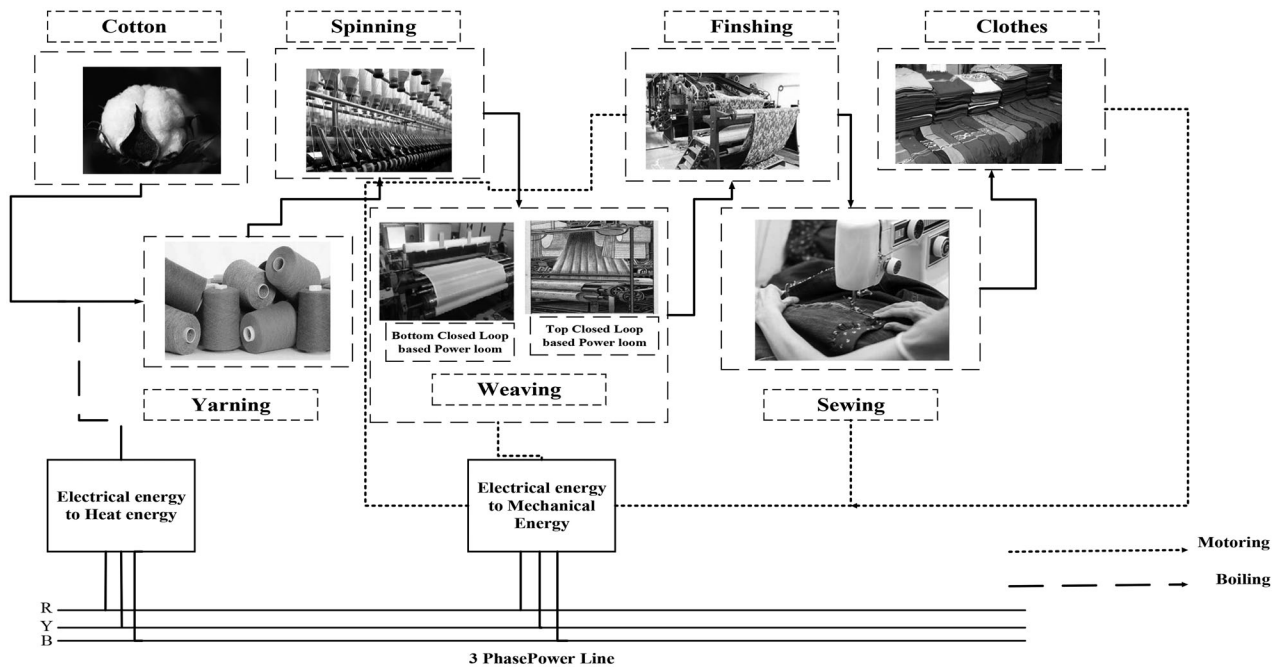 Cotton
Spinning
Finshing
Clothes
Bottom Closed Loop
based Power loom
Top Closed Loop
based Power loom
Yarning
Weaving
Sewing
Electrical energy
to Heat energy
Electrical energy
to Mechanical
Energy
Motoring
Boiling
R
Y
B
3 PhasePower Line